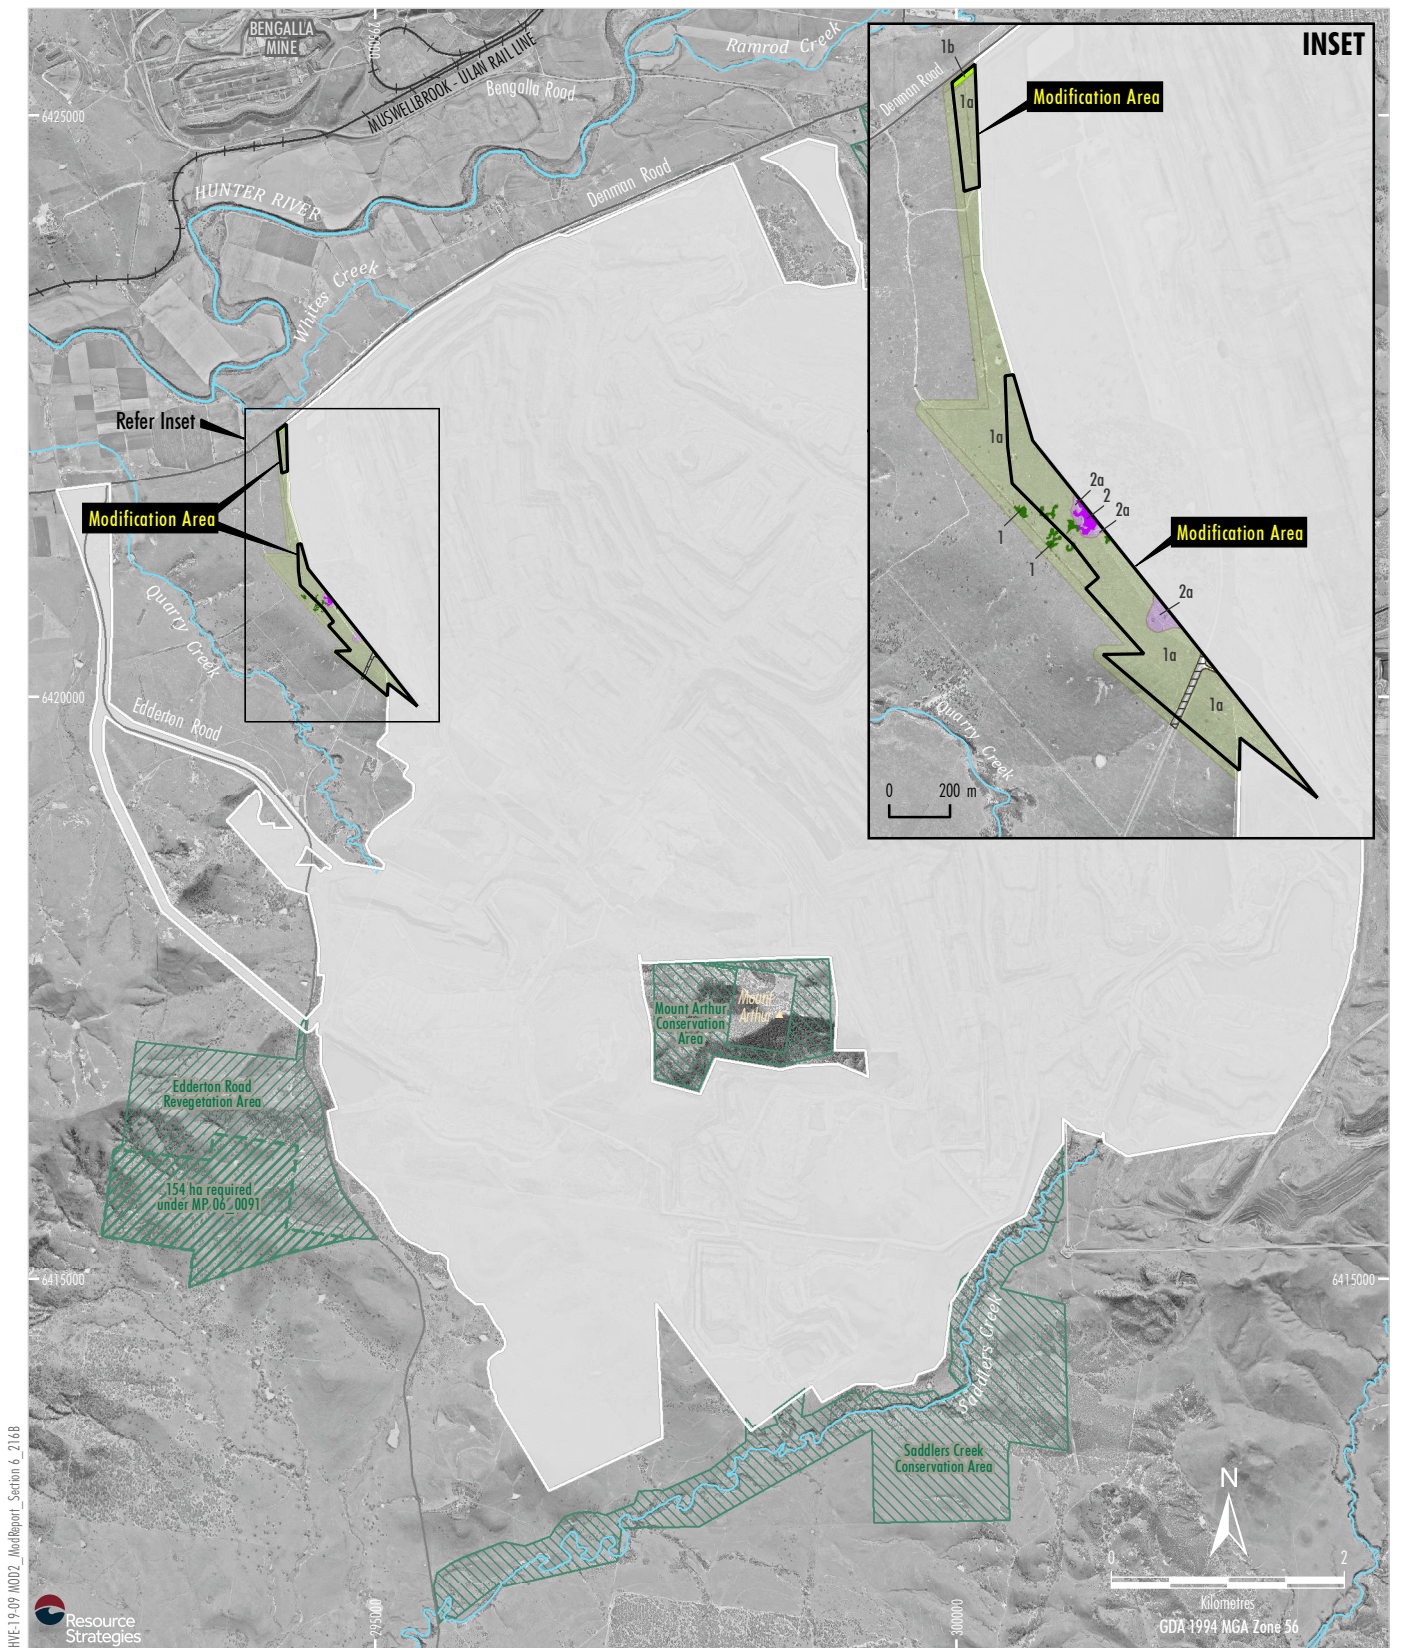 BENGALLA
MINE
295000
MUSWELLBROOK - ULAN RAIL LINE
Ramrod Creek
Bengalla Road
6425000
HUNTER RIVER
Denman Road
Whites Creek
Refer Inset
Modification Area
Quarry Creek
6420000
Edderton Road
INSET
1b
Denman Road
1a
Modification Area
1a
2a
2
2a
1
1
Modification Area
2a
1a
1a
Quarry Creek
0 200 m
Mount Arthur
Conservation
Area
Mount
Arthur
Edderton Road
Revegetation Area
154 ha required
under MP 06_0091
6415000
6415000
Saddlers Creek
Saddlers Creek
Conservation Area
N
0 2
Kilometres
GDA 1994 MGA Zone 56
295000
300000
HVE-19-09 MOD2_ModReport_Section 6_216B
Resource
Strategies